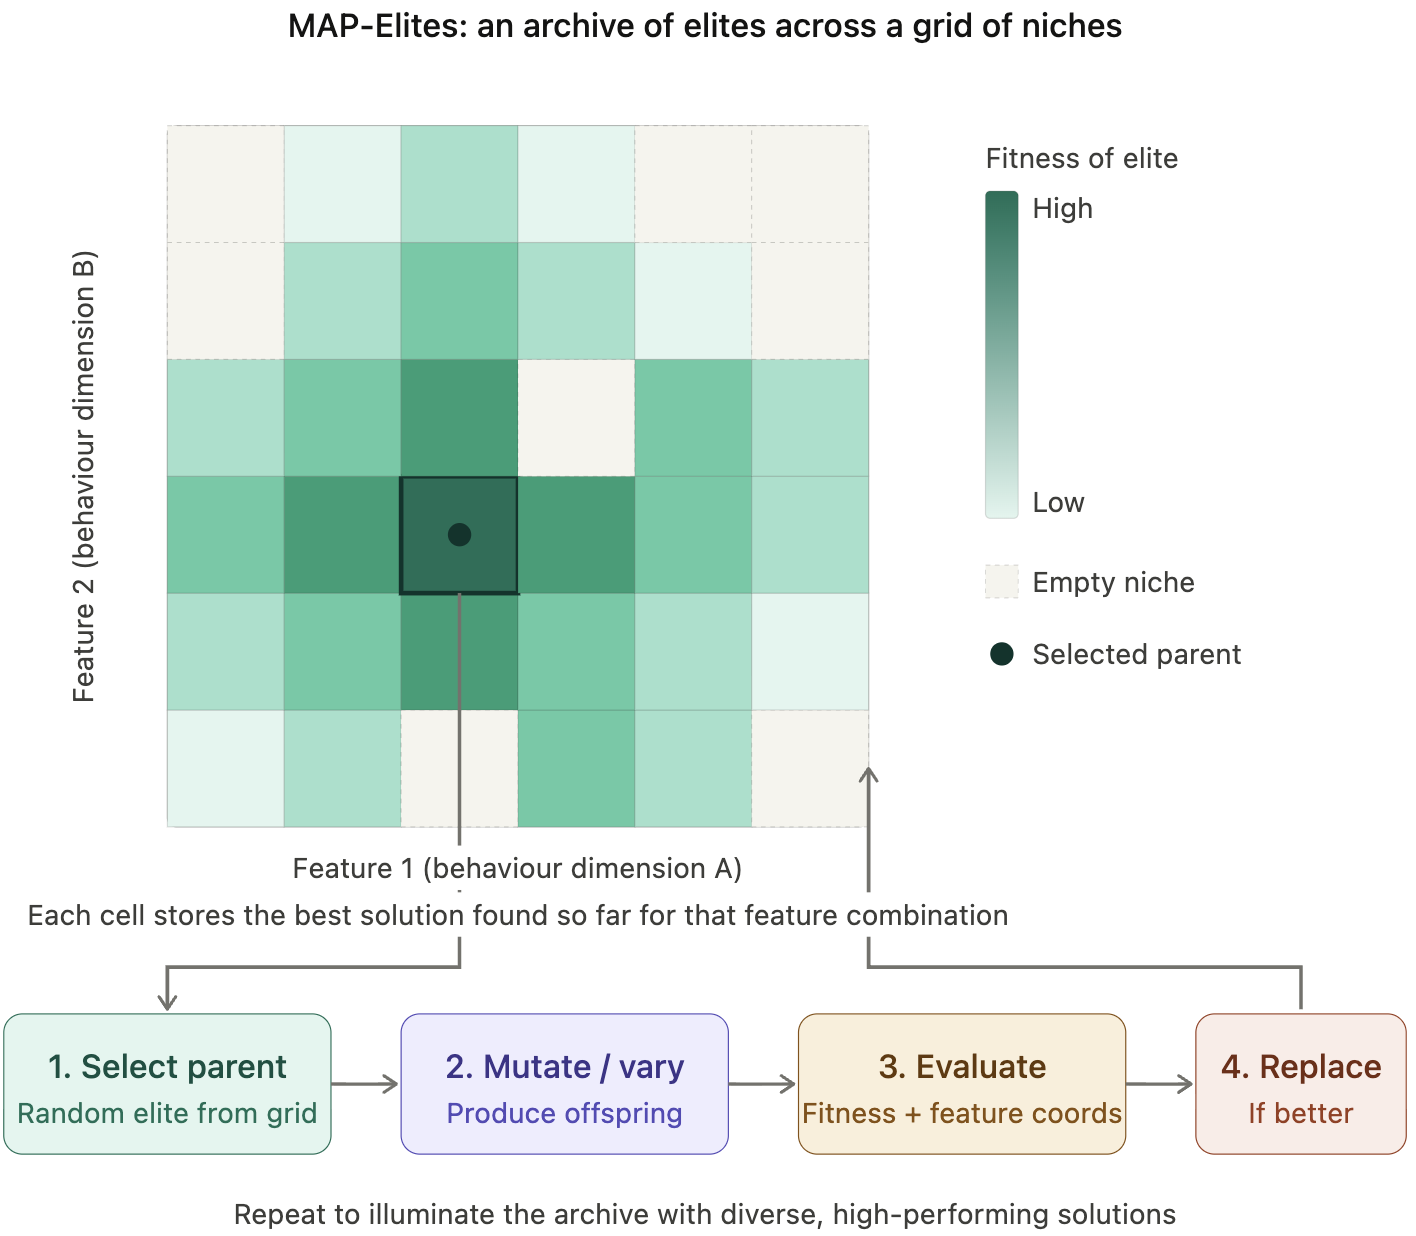 MAP-Elites: an archive of elites across a grid of niches
Fitness of elite
High
Low
Empty niche
Selected parent
Feature 2 (behaviour dimension B)
Feature 1 (behaviour dimension A)
Each cell stores the best solution found so far for that feature combination
1. Select parent
Random elite from grid
2. Mutate / vary
Produce offspring
3. Evaluate
Fitness + feature coords
4. Replace
If better
Repeat to illuminate the archive with diverse, high-performing solutions